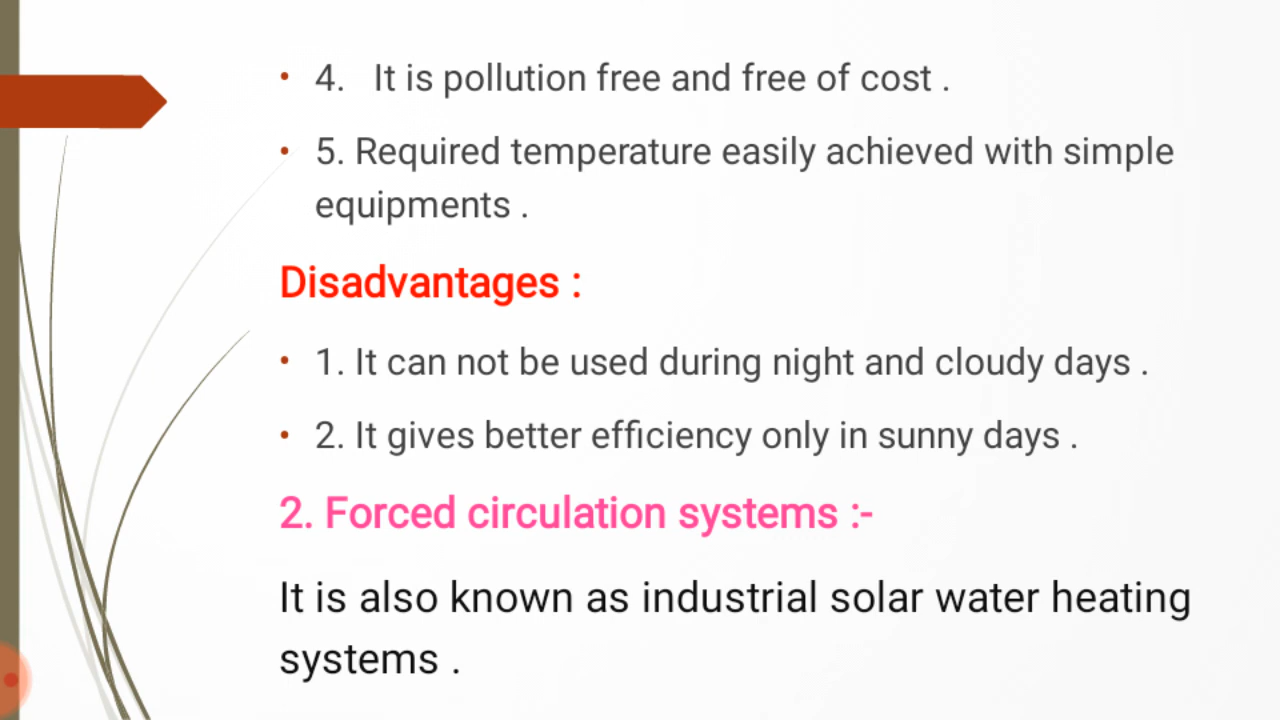 • 4. It is pollution free and free of cost .
• 5. Required temperature easily achieved with simple
equipments .
Disadvantages :
• 1. It can not be used during night and cloudy days .
• 2. It gives better efficiency only in sunny days .
2. Forced circulation systems :-
It is also known as industrial solar water heating
systems .